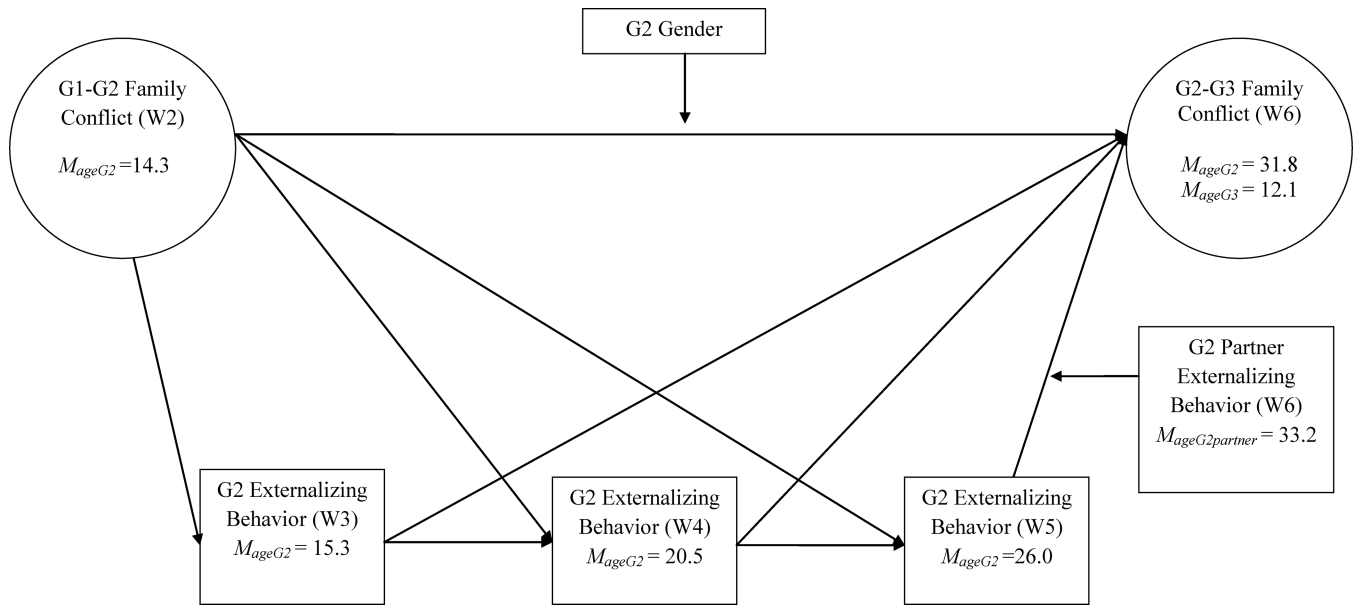 G2 Gender
G1-G2 Family
Conflict (W2)
MageG2 =14.3
G2-G3 Family
Conflict (W6)
MageG2 = 31.8
MageG3 = 12.1
G2 Partner
Externalizing
Behavior (W6)
MageG2partner = 33.2
G2 Externalizing
Behavior (W3)
MageG2 = 15.3
G2 Externalizing
Behavior (W4)
MageG2 = 20.5
G2 Externalizing
Behavior (W5)
MageG2 =26.0